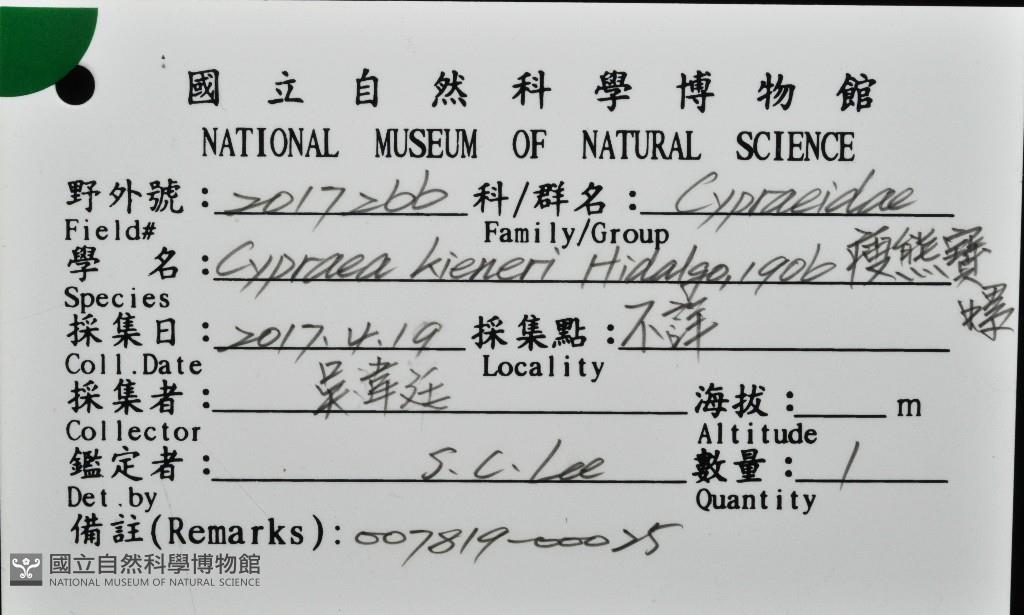 國立自然科學博物館
NATIONAL MUSEUM OF NATURAL SCIENCE
野外號：2017266 科/群名：Cypraeidae
Field# Family/Group
學名：Cypraea kieneri Hidalgo, 1906 瘦熊寶螺
Species
採集日：2017.4.19 採集點：不詳
Coll.Date Locality
採集者：吳韋廷 海拔：m
Collector Altitude
鑑定者：S.C. Lee 數量：1
Det.by Quantity
備註(Remarks)：007819-00025
國立自然科學博物館
NATIONAL MUSEUM OF NATURAL SCIENCE